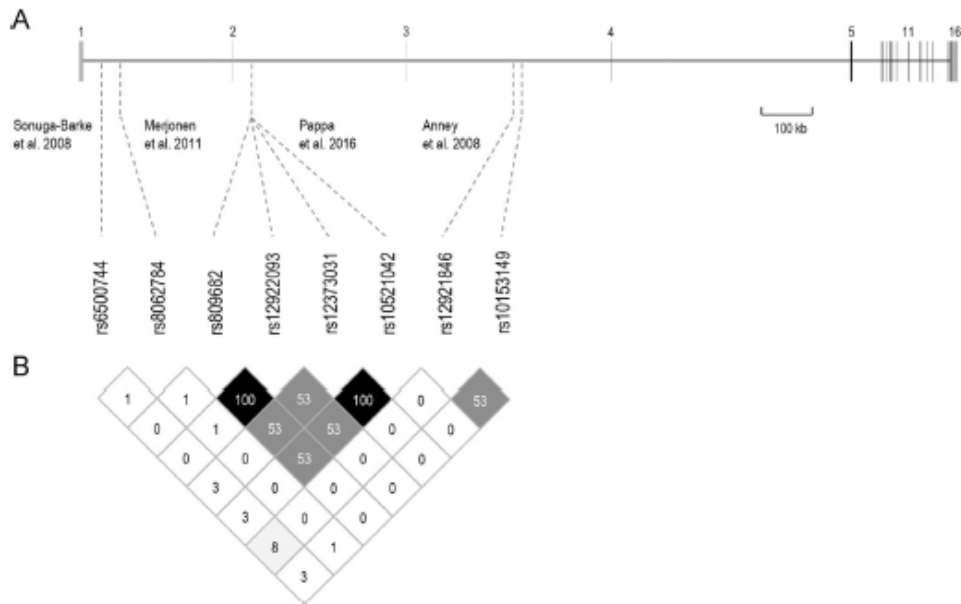 A
1 2 3 4 5 11 16
Sonuga-Barke
et al. 2008
Merjonen
et al. 2011
Pappa
et al. 2016
Anney
et al. 2008
100 kb
rs6500744
rs8062784
rs809682
rs12922093
rs12373031
rs10521042
rs12921846
rs10153149
B
1 1 100 53 100 0 53
0 1 53 53 0 0
0 0 53 0 0
3 0 0 0
3 0 0
8 1
3